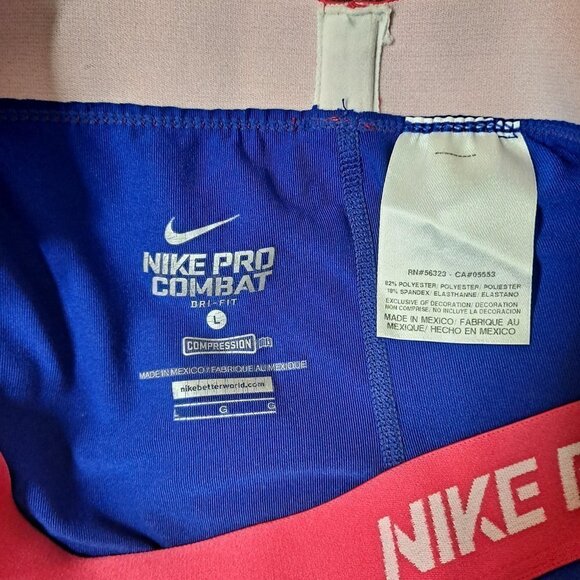 NIKE PRO
COMBAT
DRI-FIT
L
COMPRESSION
MADE IN MEXICO / FABRIQUE AU MEXIQUE
nikebetterworld.com
L G G
RN#56323 - CA#05553
82% POLYESTER/ POLYESTER/ POLIESTER
18% SPANDEX/ ELASTHANNE/ ELASTANO
EXCLUSIVE OF DECORATION/ DECORATION
NON COMPRISE/ NO INCLUYE LA DECORACION
MADE IN MEXICO/ FABRIQUE AU
MEXIQUE/ HECHO EN MEXICO
NIKE